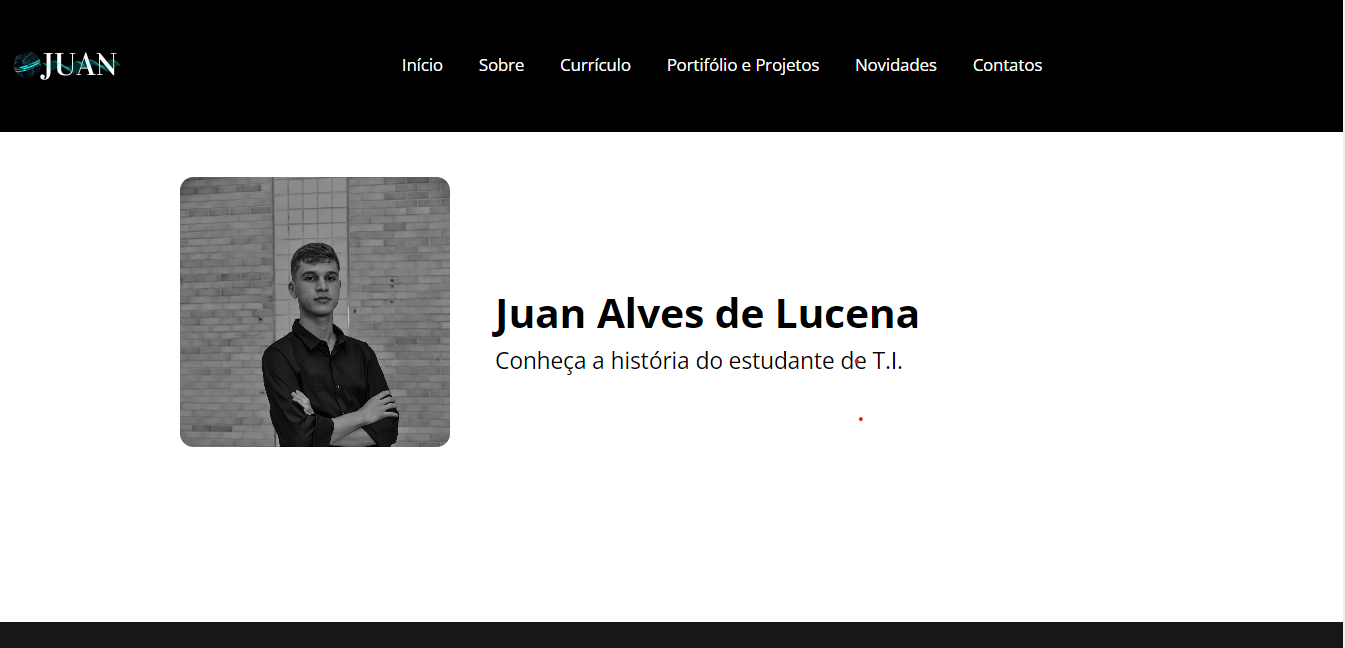 JUAN
Início Sobre Currículo Portifólio e Projetos Novidades Contatos
Juan Alves de Lucena
Conheça a história do estudante de T.I.